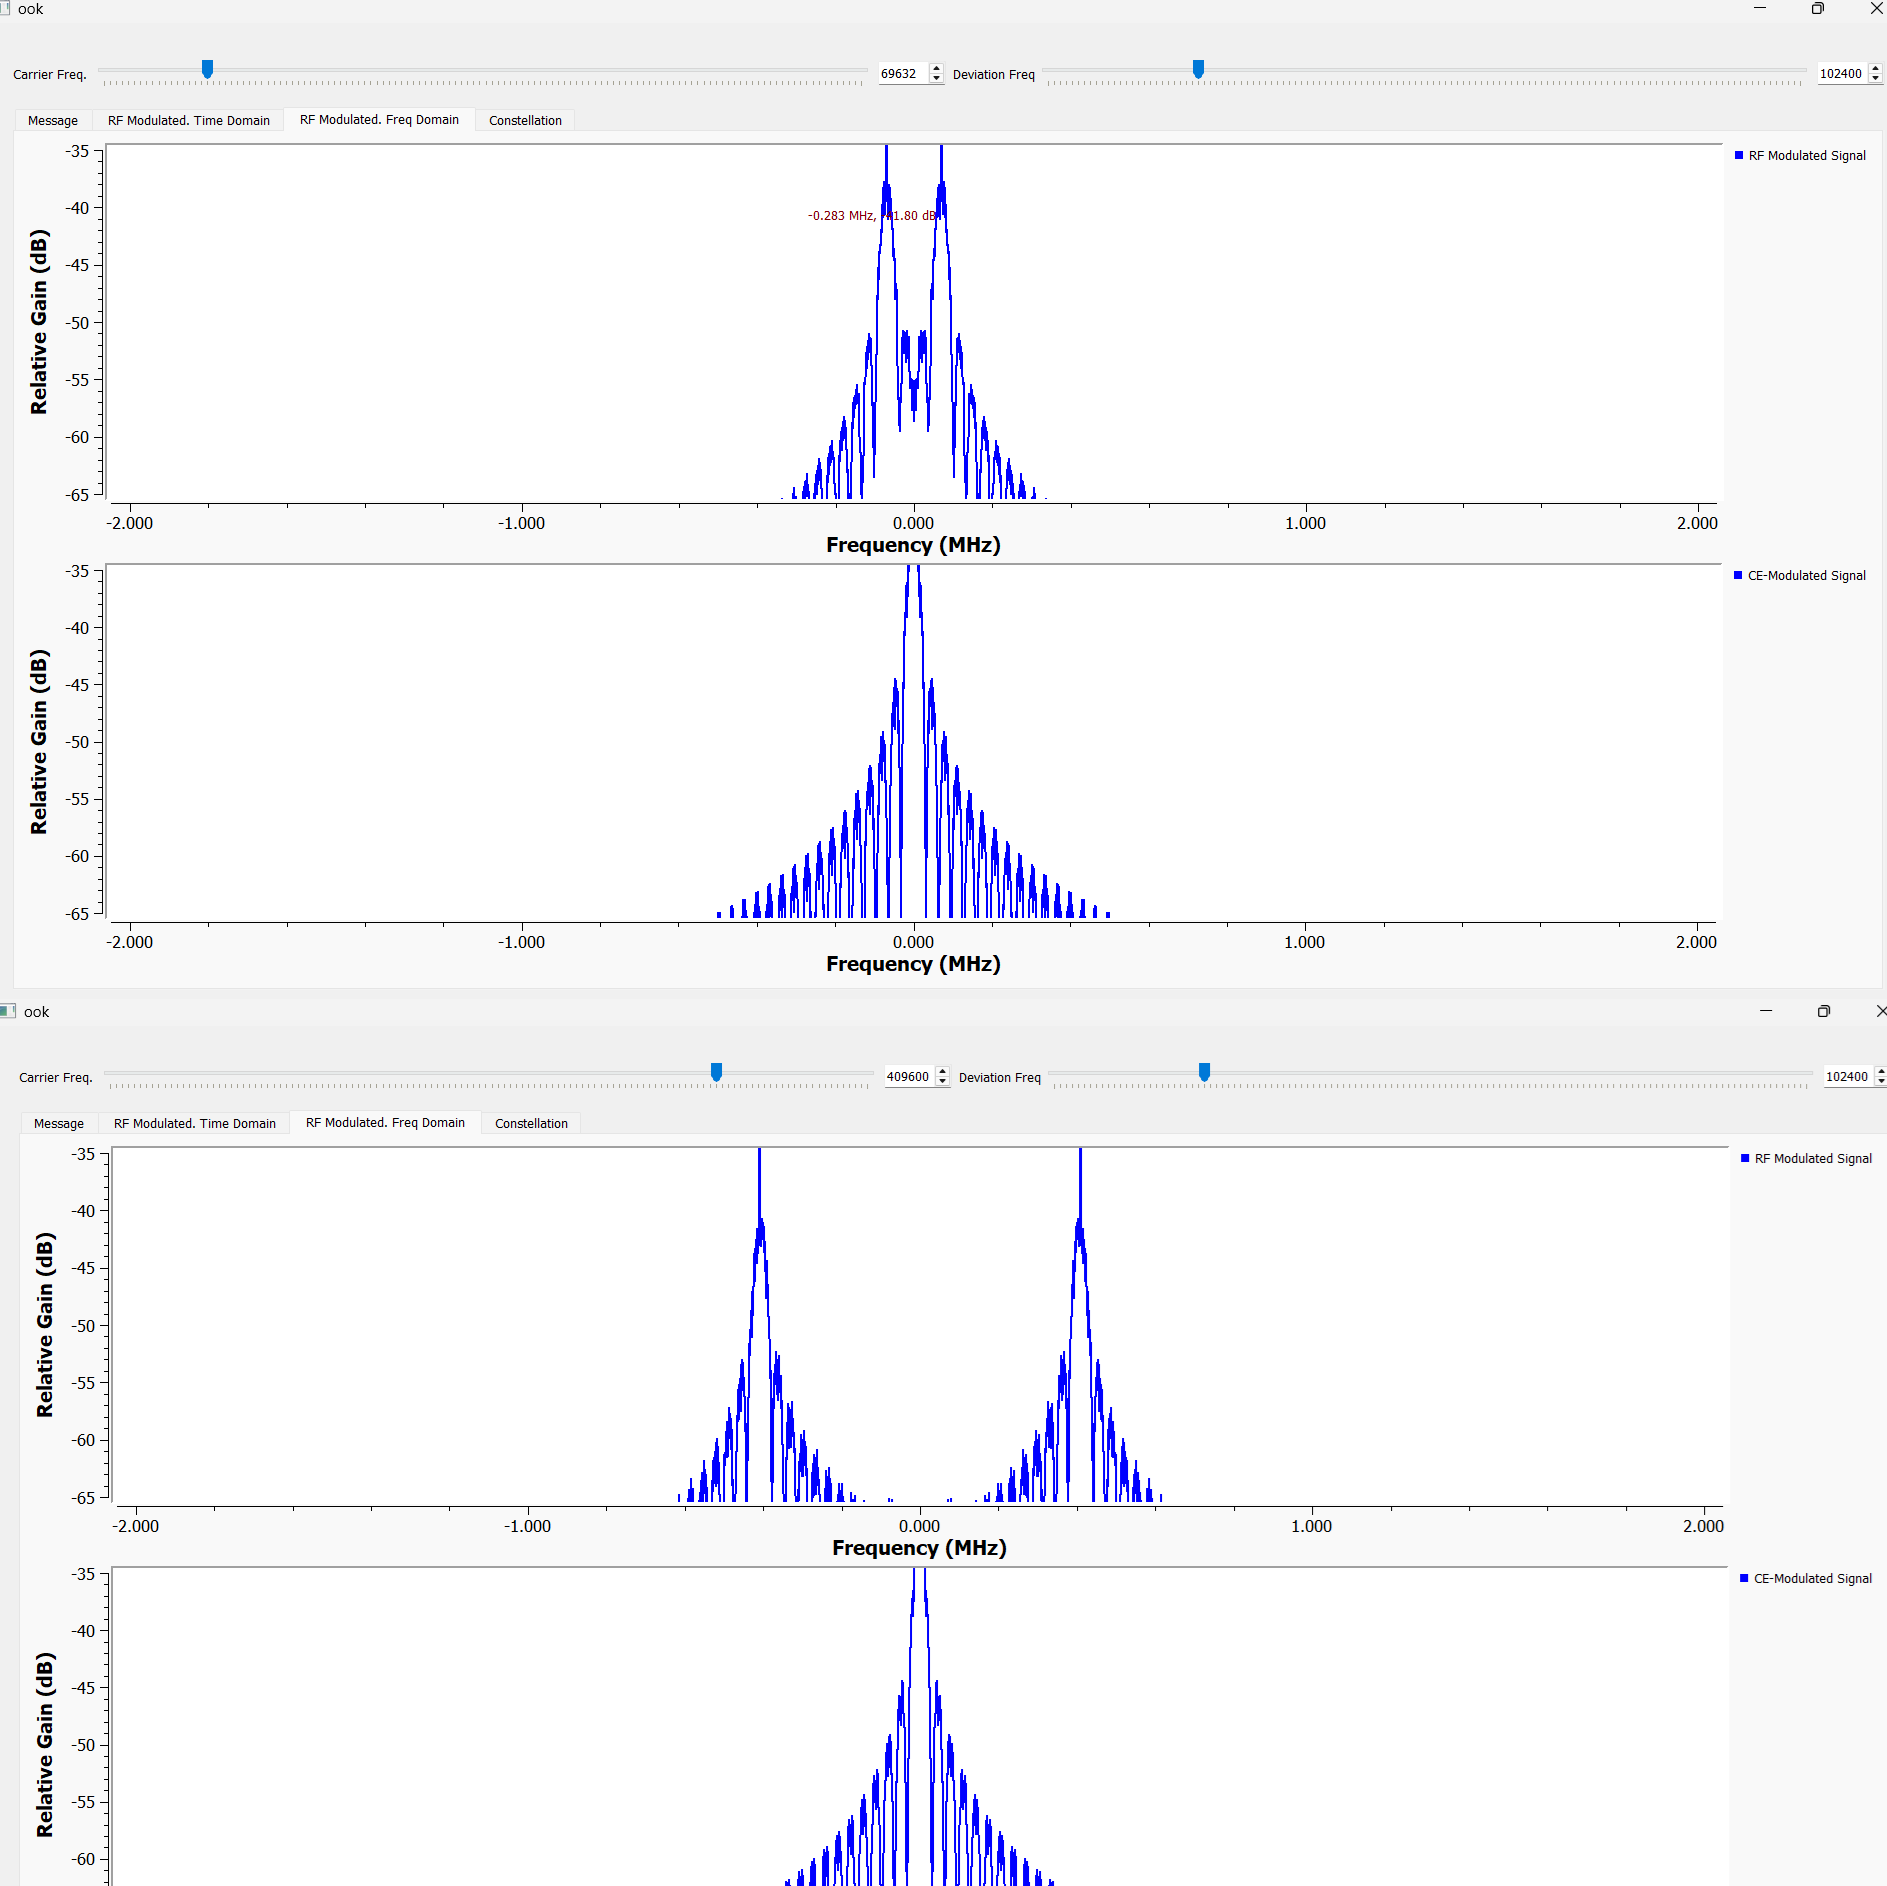 ook
Carrier Freq. 69632 Deviation Freq 102400
Message RF Modulated. Time Domain RF Modulated. Freq Domain Constellation
-35
-40
-45
-50
-55
-60
-65
Relative Gain (dB)
-0.283 MHz, 1.80 dB
RF Modulated Signal
-2.000 -1.000 0.000 1.000 2.000
Frequency (MHz)
-35
-40
-45
-50
-55
-60
-65
Relative Gain (dB)
CE-Modulated Signal
-2.000 -1.000 0.000 1.000 2.000
Frequency (MHz)
ook
Carrier Freq. 409600 Deviation Freq 102400
Message RF Modulated. Time Domain RF Modulated. Freq Domain Constellation
-35
-40
-45
-50
-55
-60
-65
Relative Gain (dB)
RF Modulated Signal
-2.000 -1.000 0.000 1.000 2.000
Frequency (MHz)
-35
-40
-45
-50
-55
-60
Relative Gain (dB)
CE-Modulated Signal